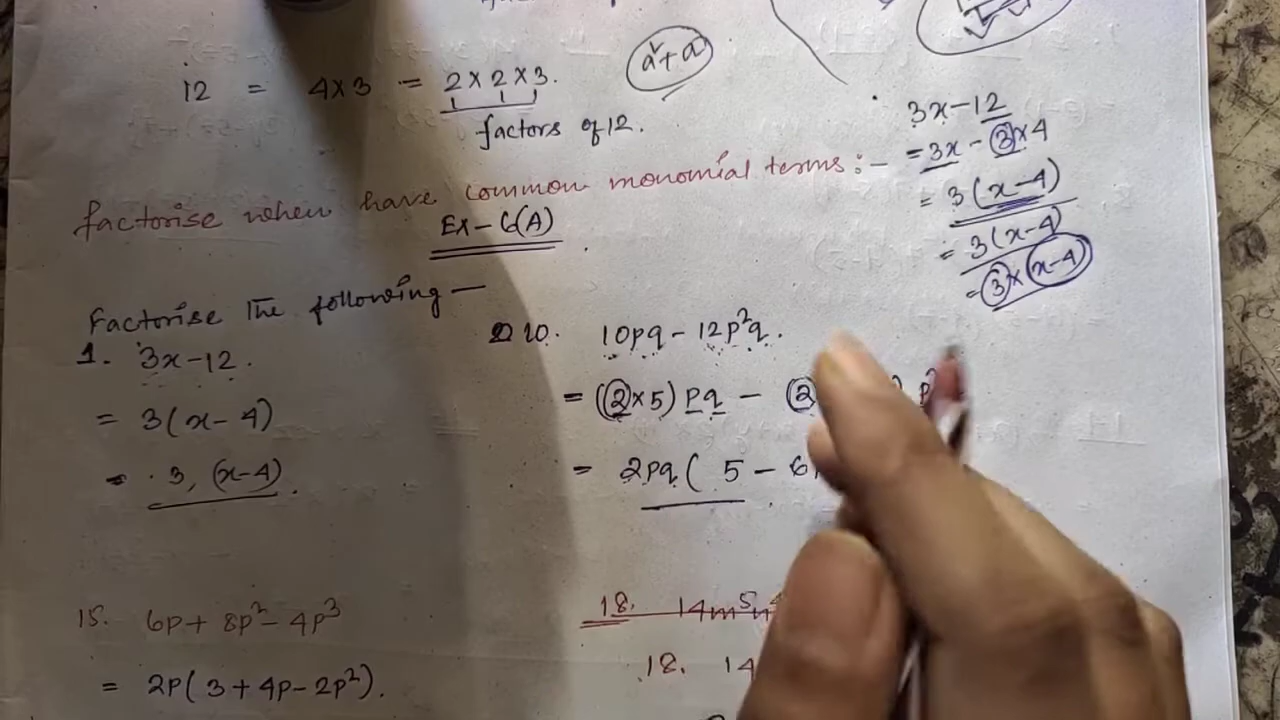 12 = 4×3 = 2×2×3.
factors of 12.
a²+a
3x-12
= 3x - 3×4
= 3(x-4)
= 3(x-4)
= 3×(x-4)
factorise when have common monomial terms:-
Ex-6(A)
Factorise the following —
1. 3x-12.
= 3(x-4)
= 3, (x-4).
10. 10pq - 12p²q.
= (2×5)pq - (2
= 2pq( 5 - 6
15. 6p+ 8p²- 4p³
= 2p( 3+4p-2p²).
18. 14m⁵n
18. 14